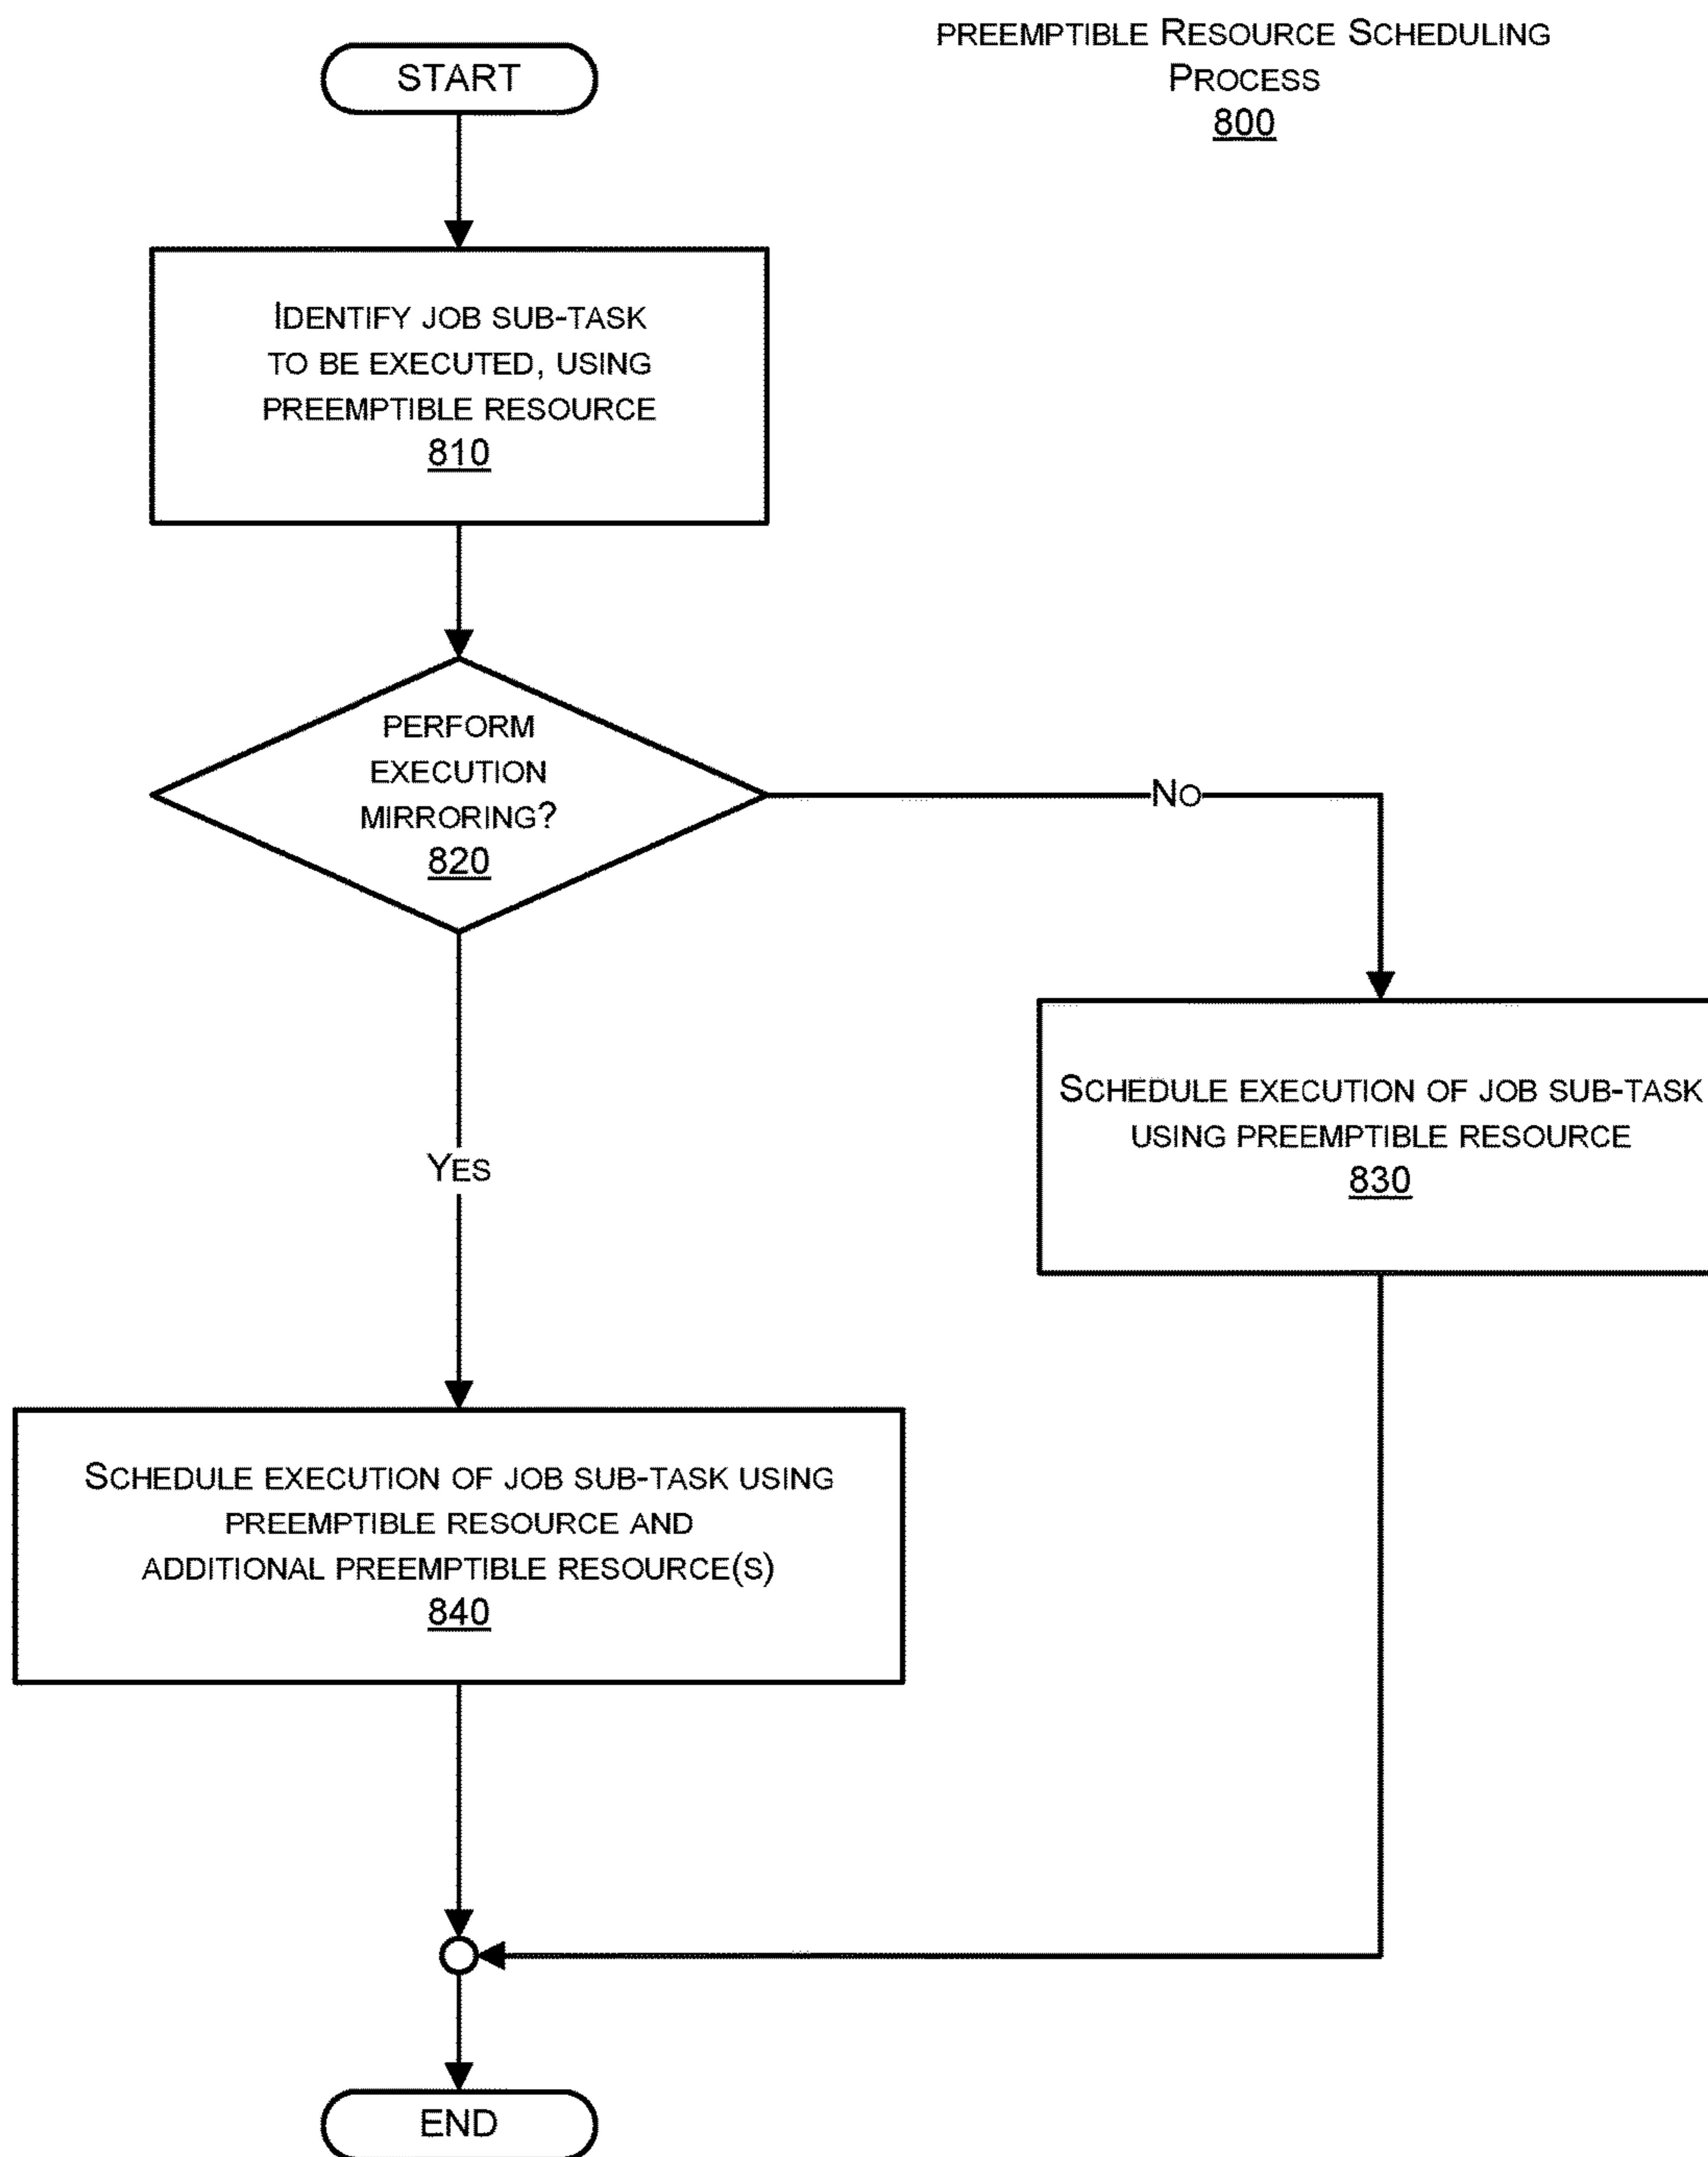 PREEMPTIBLE RESOURCE SCHEDULING
PROCESS
800
START
IDENTIFY JOB SUB-TASK
TO BE EXECUTED, USING
PREEMPTIBLE RESOURCE
810
PERFORM
EXECUTION
MIRRORING?
820
NO
SCHEDULE EXECUTION OF JOB SUB-TASK
USING PREEMPTIBLE RESOURCE
830
YES
SCHEDULE EXECUTION OF JOB SUB-TASK USING
PREEMPTIBLE RESOURCE AND
ADDITIONAL PREEMPTIBLE RESOURCE(S)
840
END